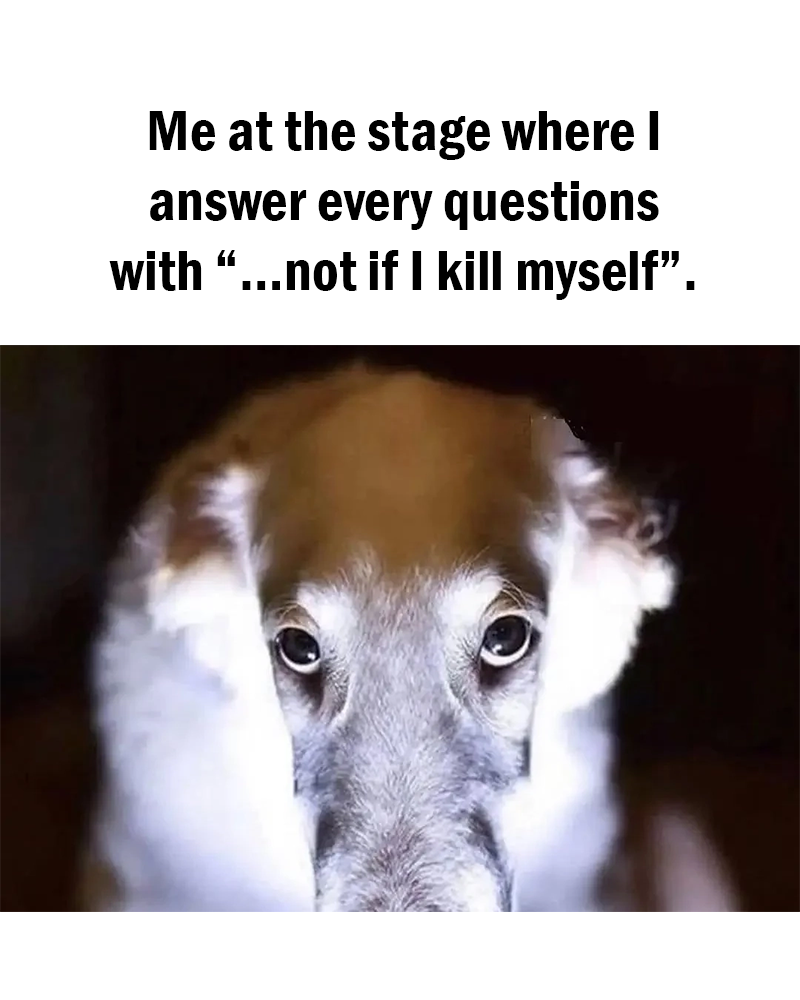 Me at the stage where I
answer every questions
with “...not if I kill myself”.